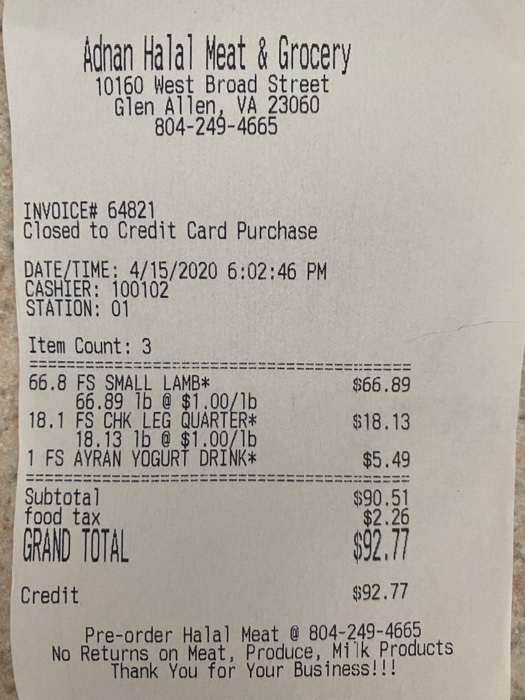 Adnan Halal Meat & Grocery
10160 West Broad Street
Glen Allen, VA 23060
804-249-4665
INVOICE# 64821
Closed to Credit Card Purchase
DATE/TIME: 4/15/2020 6:02:46 PM
CASHIER: 100102
STATION: 01
Item Count: 3
========================================
66.8 FS SMALL LAMB* $66.89
66.89 lb @ $1.00/lb
18.1 FS CHK LEG QUARTER* $18.13
18.13 lb @ $1.00/lb
1 FS AYRAN YOGURT DRINK* $5.49
========================================
Subtotal $90.51
food tax $2.26
GRAND TOTAL $92.77
Credit $92.77
Pre-order Halal Meat @ 804-249-4665
No Returns on Meat, Produce, Milk Products
Thank You for Your Business!!!